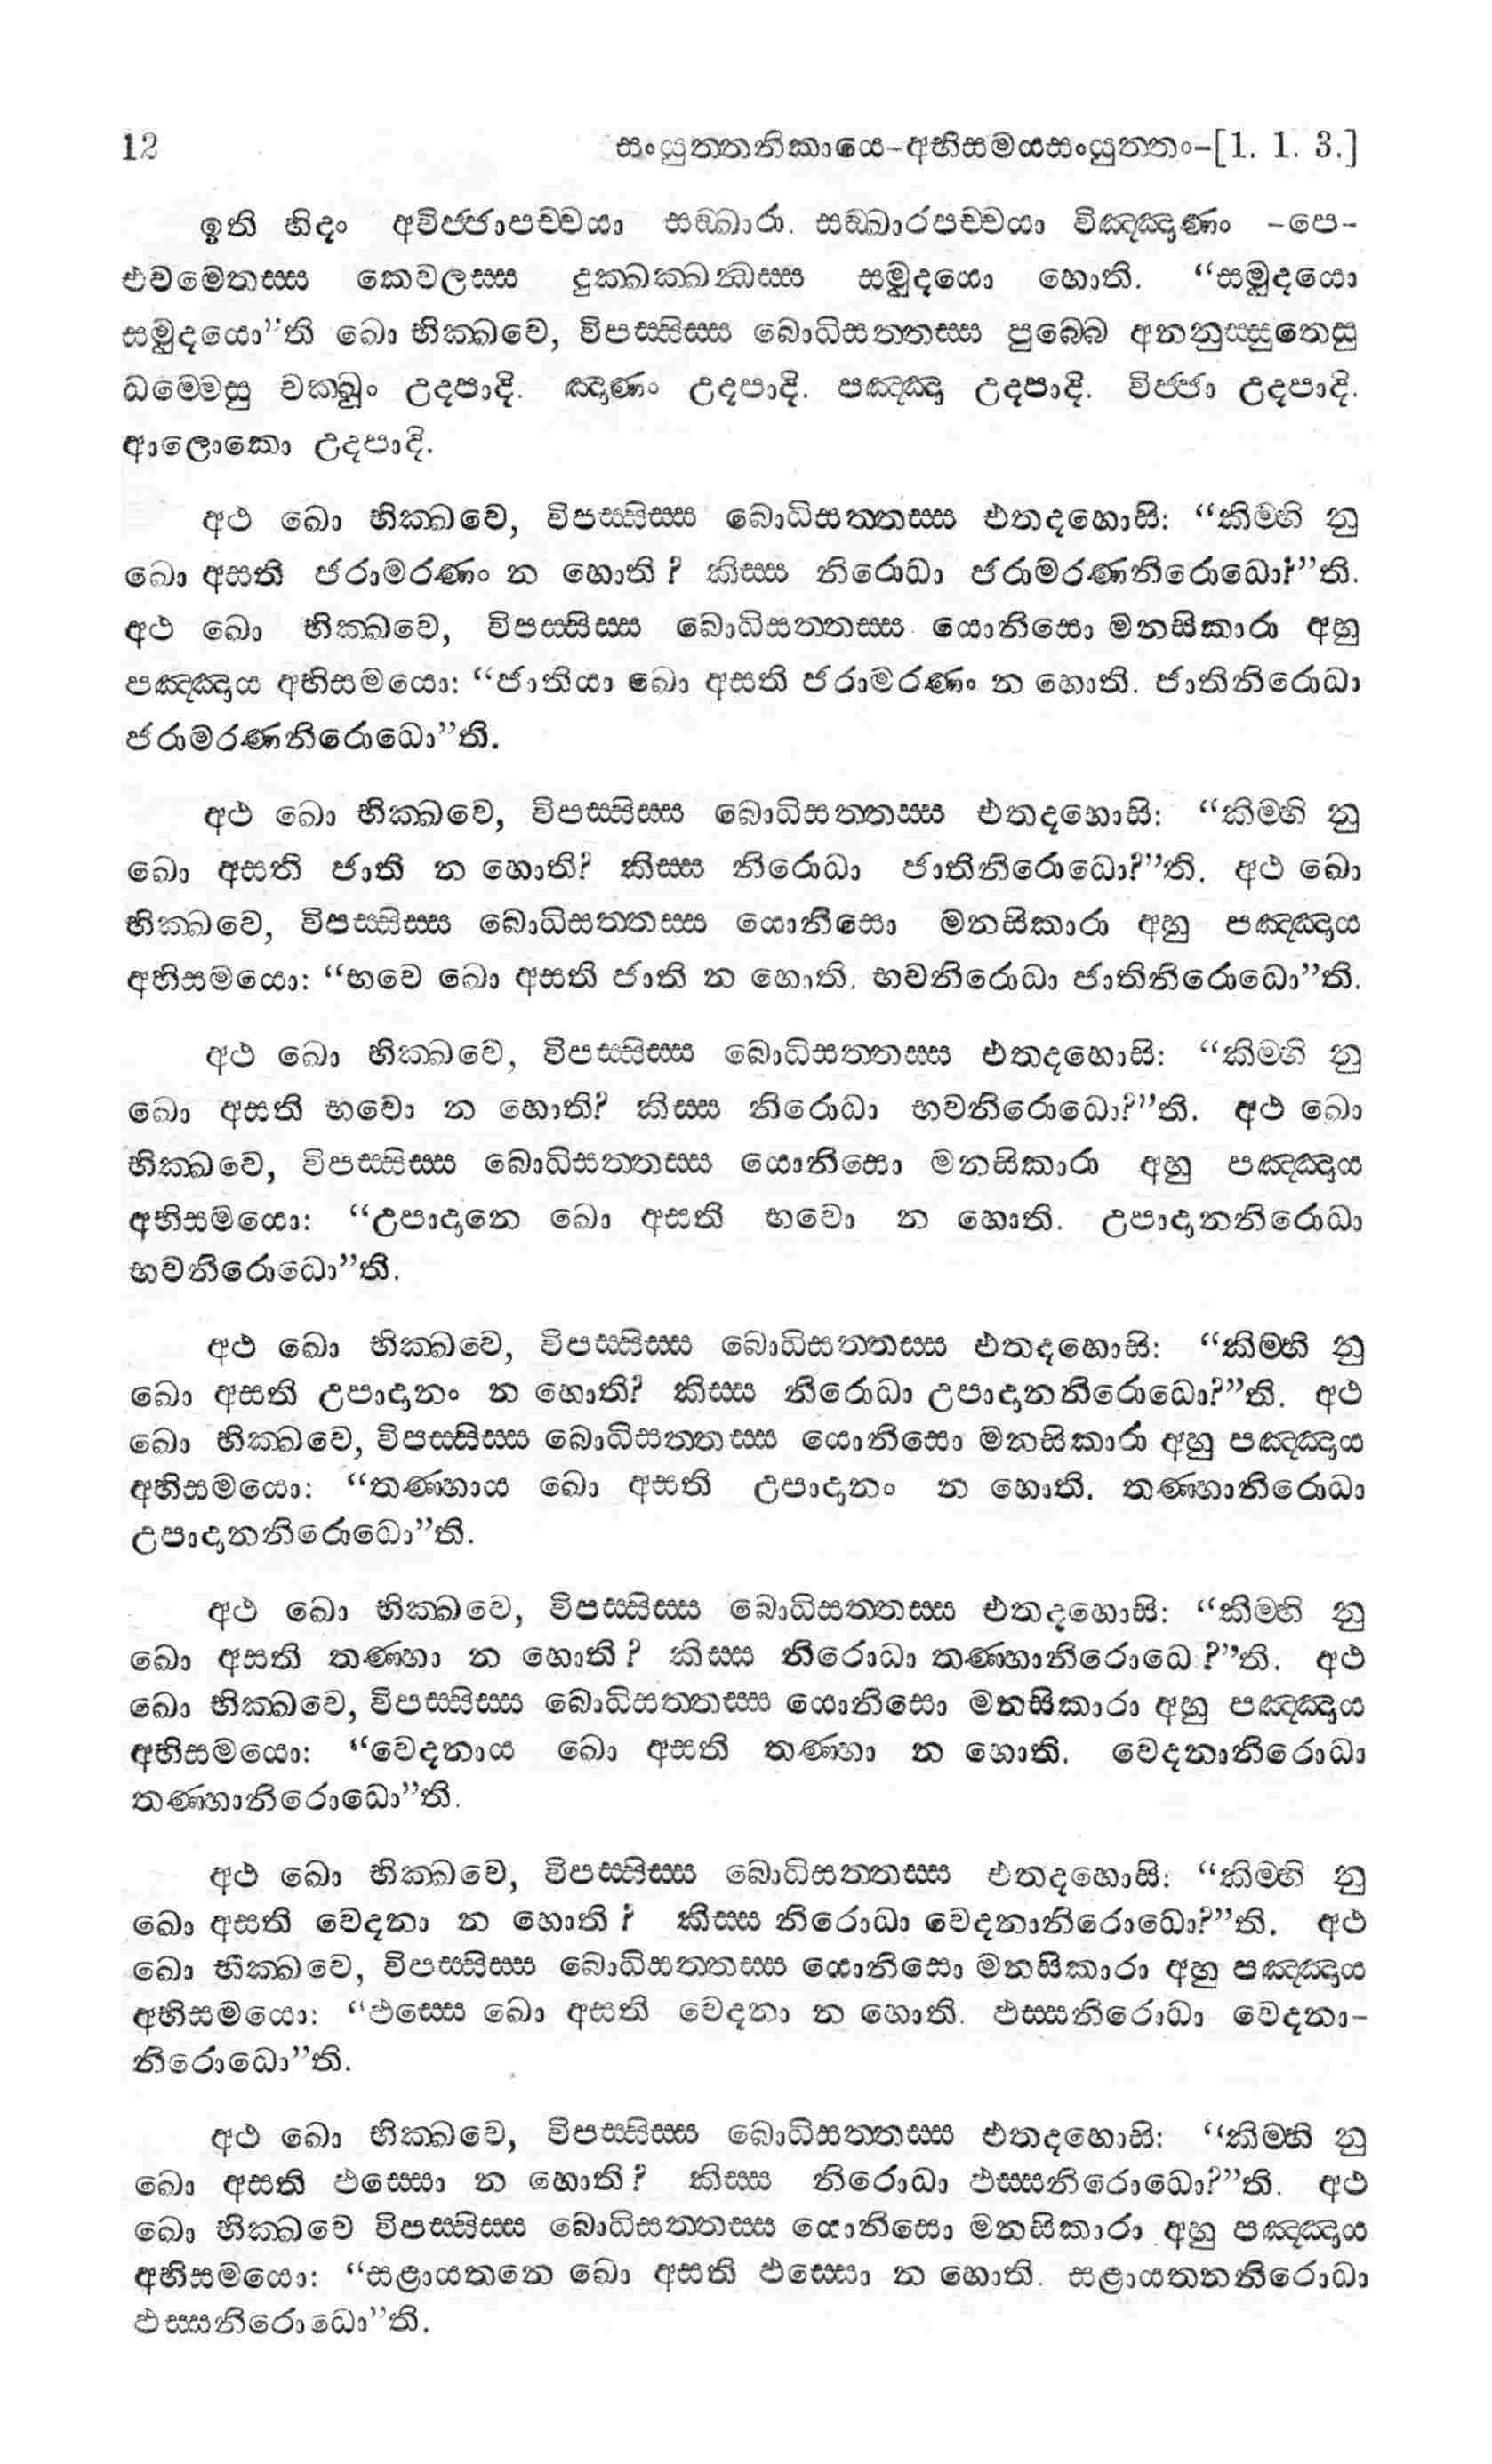 12 සංයුත්තනිකායෙ-අභිසමයසංයුත්තං-[1. 1. 3.]
ඉති හිදං අවිජ්ජාපච්චයා සඞ්ඛාරා. සඞ්ඛාරපච්චයා විඤ්ඤාණං -පෙ-
එවමෙතස්ස කෙවලස්ස දුක්ඛක්ඛන්ධස්ස සමුදයො හොති. “සමුදයො
සමුදයො”ති ඛො භික්ඛවෙ, විපස්සිස්ස බොධිසත්තස්ස පුබ්බෙ අනනුස්සුතෙසු
ධම්මෙසු චක්ඛුං උදපාදි. ඤාණං උදපාදි. පඤ්ඤා උදපාදි. විජ්ජා උදපාදි.
ආලොකො උදපාදි.
අථ ඛො භික්ඛවෙ, විපස්සිස්ස බොධිසත්තස්ස එතදහොසි: “කිම්හි නු
ඛො අසති ජරාමරණං න හොති? කිස්ස නිරොධා ජරාමරණනිරොධො?”ති.
අථ ඛො භික්ඛවෙ, විපස්සිස්ස බොධිසත්තස්ස යොනිසො මනසිකාරා අහු
පඤ්ඤාය අභිසමයො: “ජාතියා ඛො අසති ජරාමරණං න හොති. ජාතිනිරොධා
ජරාමරණනිරොධො”ති.
අථ ඛො භික්ඛවෙ, විපස්සිස්ස බොධිසත්තස්ස එතදහොසි: “කිම්හි නු
ඛො අසති ජාති න හොති? කිස්ස නිරොධා ජාතිනිරොධො?”ති. අථ ඛො
භික්ඛවෙ, විපස්සිස්ස බොධිසත්තස්ස යොනිසො මනසිකාරා අහු පඤ්ඤාය
අභිසමයො: “භවෙ ඛො අසති ජාති න හොති. භවනිරොධා ජාතිනිරොධො”ති.
අථ ඛො භික්ඛවෙ, විපස්සිස්ස බොධිසත්තස්ස එතදහොසි: “කිම්හි නු
ඛො අසති භවො න හොති? කිස්ස නිරොධා භවනිරොධො?”ති. අථ ඛො
භික්ඛවෙ, විපස්සිස්ස බොධිසත්තස්ස යොනිසො මනසිකාරා අහු පඤ්ඤාය
අභිසමයො: “උපාදානෙ ඛො අසති භවො න හොති. උපාදානනිරොධා
භවනිරොධො”ති.
අථ ඛො භික්ඛවෙ, විපස්සිස්ස බොධිසත්තස්ස එතදහොසි: “කිම්හි නු
ඛො අසති උපාදානං න හොති? කිස්ස නිරොධා උපාදානනිරොධො?”ති. අථ
ඛො භික්ඛවෙ, විපස්සිස්ස බොධිසත්තස්ස යොනිසො මනසිකාරා අහු පඤ්ඤාය
අභිසමයො: “තණ්හාය ඛො අසති උපාදානං න හොති. තණ්හානිරොධා
උපාදානනිරොධො”ති.
අථ ඛො භික්ඛවෙ, විපස්සිස්ස බොධිසත්තස්ස එතදහොසි: “කිම්හි නු
ඛො අසති තණ්හා න හොති? කිස්ස නිරොධා තණ්හානිරොධෙ ?”ති. අථ
ඛො භික්ඛවෙ, විපස්සිස්ස බොධිසත්තස්ස යොනිසො මනසිකාරා අහු පඤ්ඤාය
අභිසමයො: “වෙදනාය ඛො අසති තණ්හා න හොති. වෙදනානිරොධා
තණ්හානිරොධො”ති.
අථ ඛො භික්ඛවෙ, විපස්සිස්ස බොධිසත්තස්ස එතදහොසි: “කිම්හි නු
ඛො අසති වෙදනා න හොති? කිස්ස නිරොධා වෙදනානිරොධො?”ති. අථ
ඛො භික්ඛවෙ, විපස්සිස්ස බොධිසත්තස්ස යොනිසො මනසිකාරා අහු පඤ්ඤාය
අභිසමයො: “ඵස්සෙ ඛො අසති වෙදනා න හොති. ඵස්සනිරොධා වෙදනා-
නිරොධො”ති.
අථ ඛො භික්ඛවෙ, විපස්සිස්ස බොධිසත්තස්ස එතදහොසි: “කිම්හි නු
ඛො අසති ඵස්සො න හොති? කිස්ස නිරොධා ඵස්සනිරොධො?”ති. අථ
ඛො භික්ඛවෙ විපස්සිස්ස බොධිසත්තස්ස යොනිසො මනසිකාරා අහු පඤ්ඤාය
අභිසමයො: “සළායතනෙ ඛො අසති ඵස්සො න හොති. සළායතනනිරොධා
ඵස්සනිරොධො”ති.